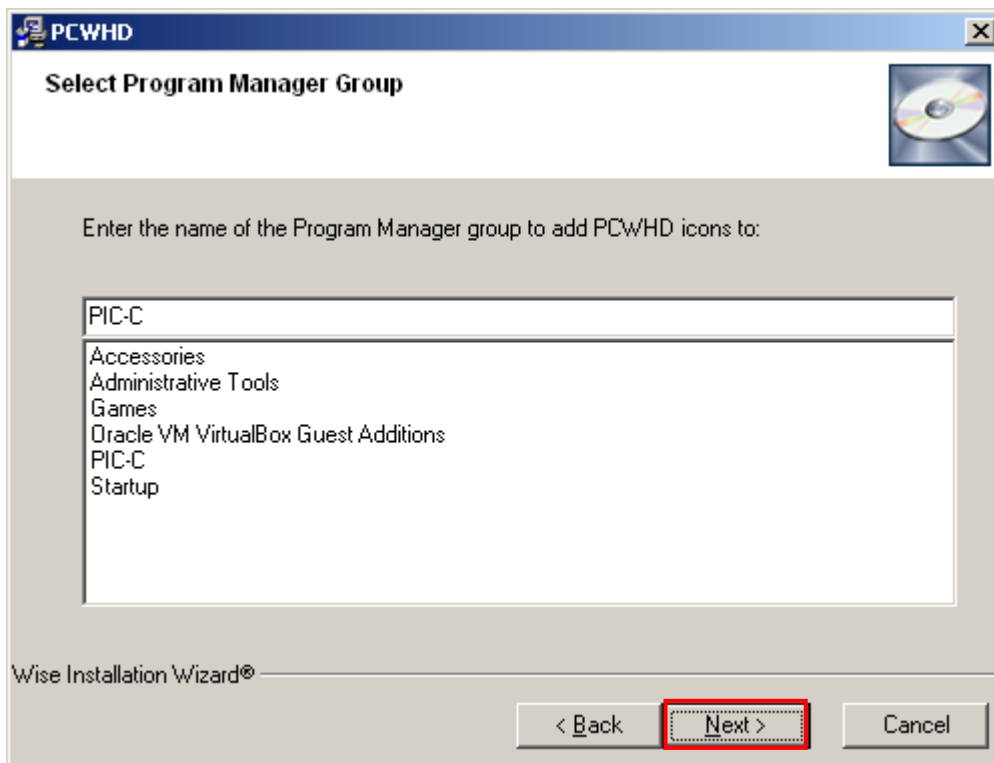 PCWHD
Select Program Manager Group
Enter the name of the Program Manager group to add PCWHD icons to:
PIC-C
Accessories
Administrative Tools
Games
Oracle VM VirtualBox Guest Additions
PIC-C
Startup
Wise Installation Wizard®
< Back Next > Cancel